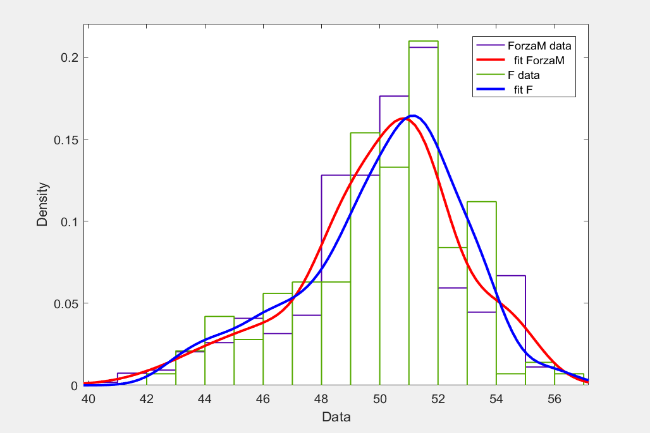 ForzaM data
fit ForzaM
F data
fit F
0.2
0.15
0.1
0.05
0
Density
40 42 44 46 48 50 52 54 56
Data